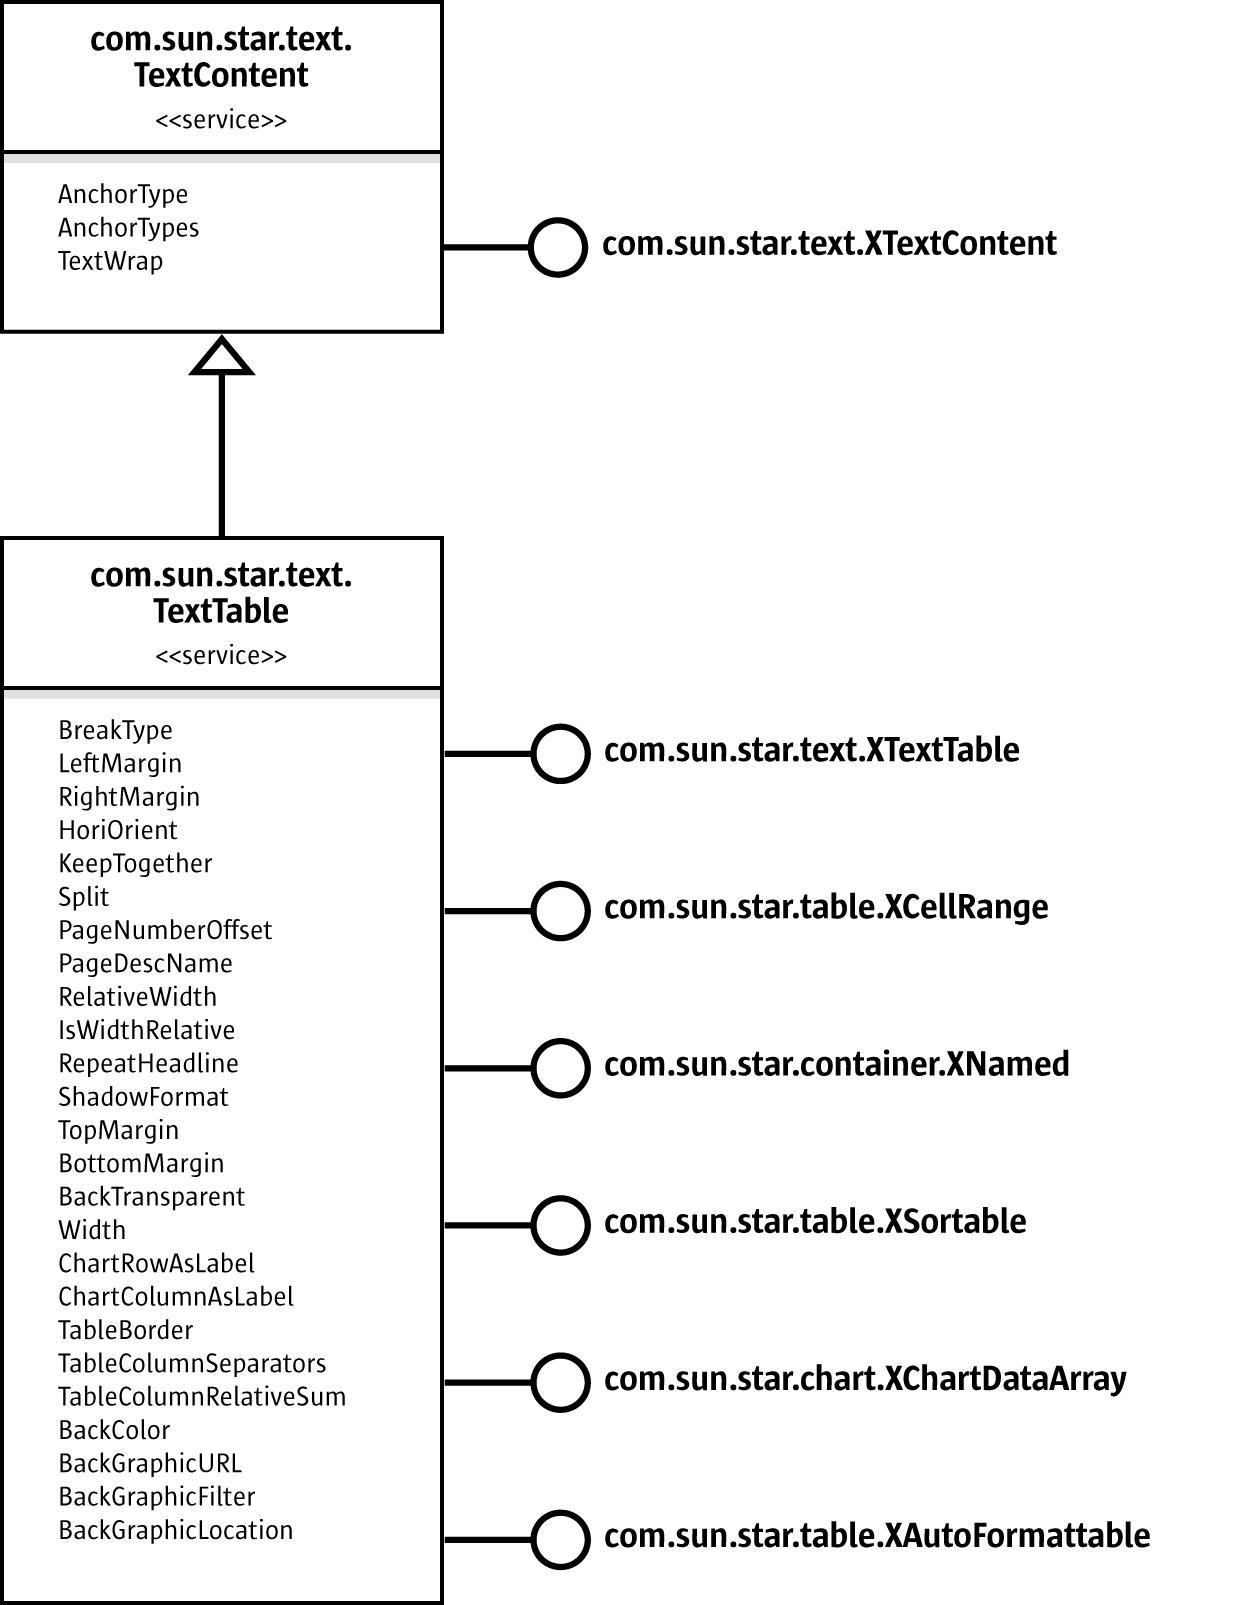 com.sun.star.text.
TextContent
<<service>>
AnchorType
AnchorTypes
TextWrap
com.sun.star.text.XTextContent
com.sun.star.text.
TextTable
<<service>>
BreakType
LeftMargin
RightMargin
HoriOrient
KeepTogether
Split
PageNumberOffset
PageDescName
RelativeWidth
IsWidthRelative
RepeatHeadline
ShadowFormat
TopMargin
BottomMargin
BackTransparent
Width
ChartRowAsLabel
ChartColumnAsLabel
TableBorder
TableColumnSeparators
TableColumnRelativeSum
BackColor
BackGraphicURL
BackGraphicFilter
BackGraphicLocation
com.sun.star.text.XTextTable
com.sun.star.table.XCellRange
com.sun.star.container.XNamed
com.sun.star.table.XSortable
com.sun.star.chart.XChartDataArray
com.sun.star.table.XAutoFormattable